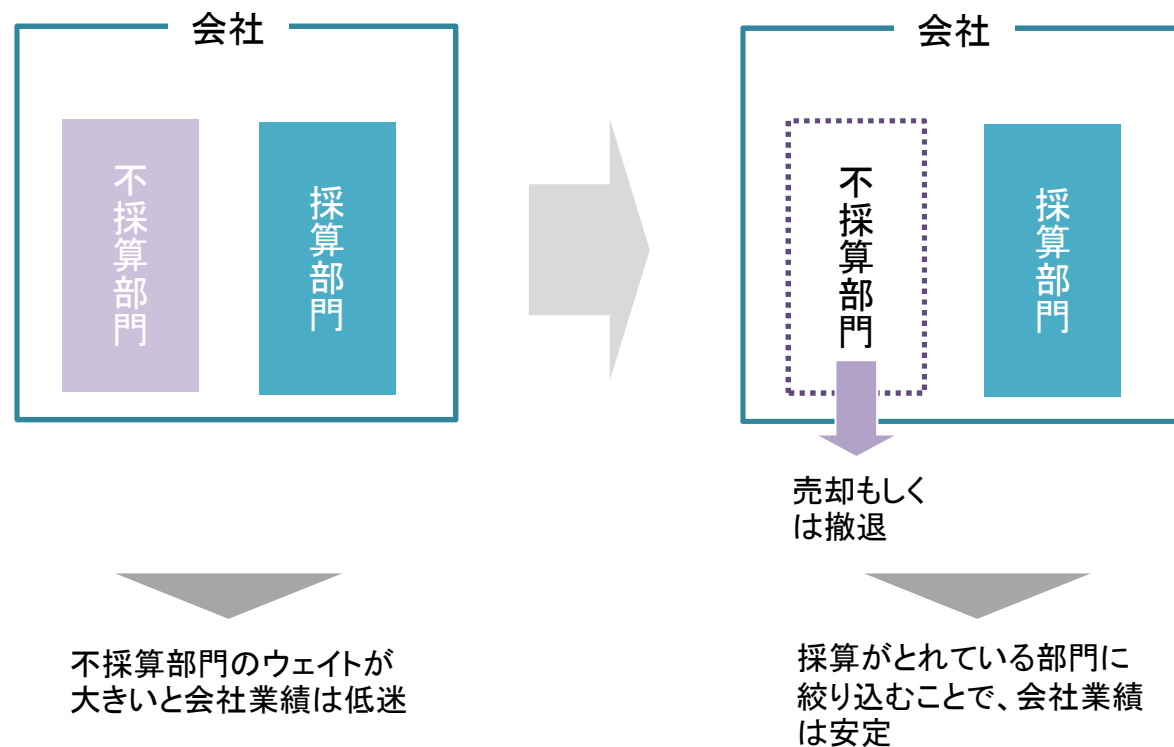 会社
不採算部門
採算部門
不採算部門のウェイトが
大きいと会社業績は低迷
会社
不採算部門
採算部門
売却もしく
は撤退
採算がとれている部門に
絞り込むことで、会社業績
は安定